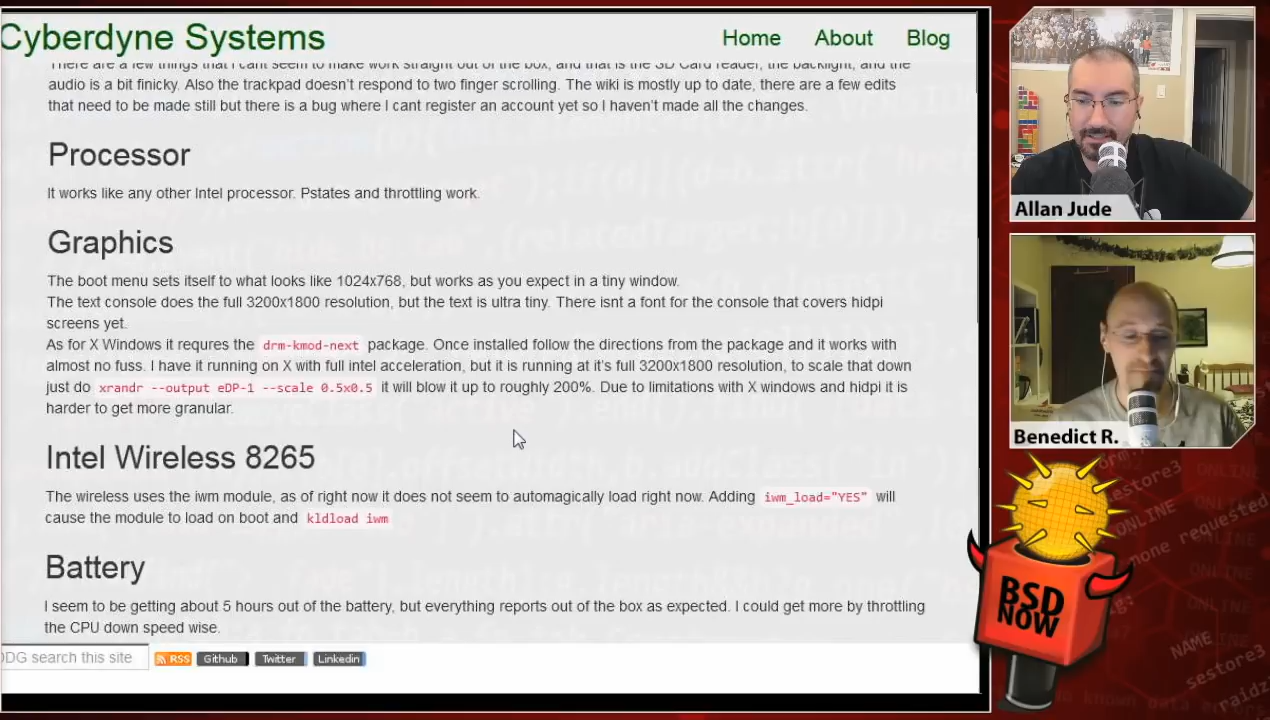 Cyberdyne Systems
Home About Blog
There are a few things that I cant seem to make work straight out of the box, and that is the SD Card reader, the backlight, and the
audio is a bit finicky. Also the trackpad doesn't respond to two finger scrolling. The wiki is mostly up to date, there are a few edits
that need to be made still but there is a bug where I cant register an account yet so I haven't made all the changes.
Processor
It works like any other Intel processor. Pstates and throttling work.
Graphics
The boot menu sets itself to what looks like 1024x768, but works as you expect in a tiny window.
The text console does the full 3200x1800 resolution, but the text is ultra tiny. There isnt a font for the console that covers hidpi
screens yet.
As for X Windows it requres the drm-kmod-next package. Once installed follow the directions from the package and it works with
almost no fuss. I have it running on X with full intel acceleration, but it is running at it's full 3200x1800 resolution, to scale that down
just do xrandr --output eDP-1 --scale 0.5x0.5 it will blow it up to roughly 200%. Due to limitations with X windows and hidpi it is
harder to get more granular.
Intel Wireless 8265
The wireless uses the iwm module, as of right now it does not seem to automagically load right now. Adding iwm_load="YES" will
cause the module to load on boot and kldload iwm
Battery
I seem to be getting about 5 hours out of the battery, but everything reports out of the box as expected. I could get more by throttling
the CPU down speed wise.
DDG search this site RSS Github Twitter Linkedin
Allan Jude
Benedict R.
BSD
NOW
ONLINE
none requested
ONLINE
NAME